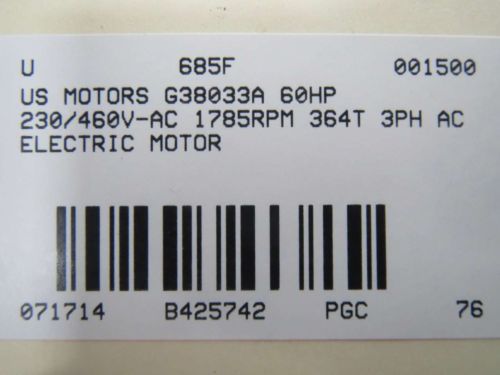 U 685F 001500
US MOTORS G38033A 60HP
230/460V-AC 1785RPM 364T 3PH AC
ELECTRIC MOTOR
071714 B425742 PGC 76